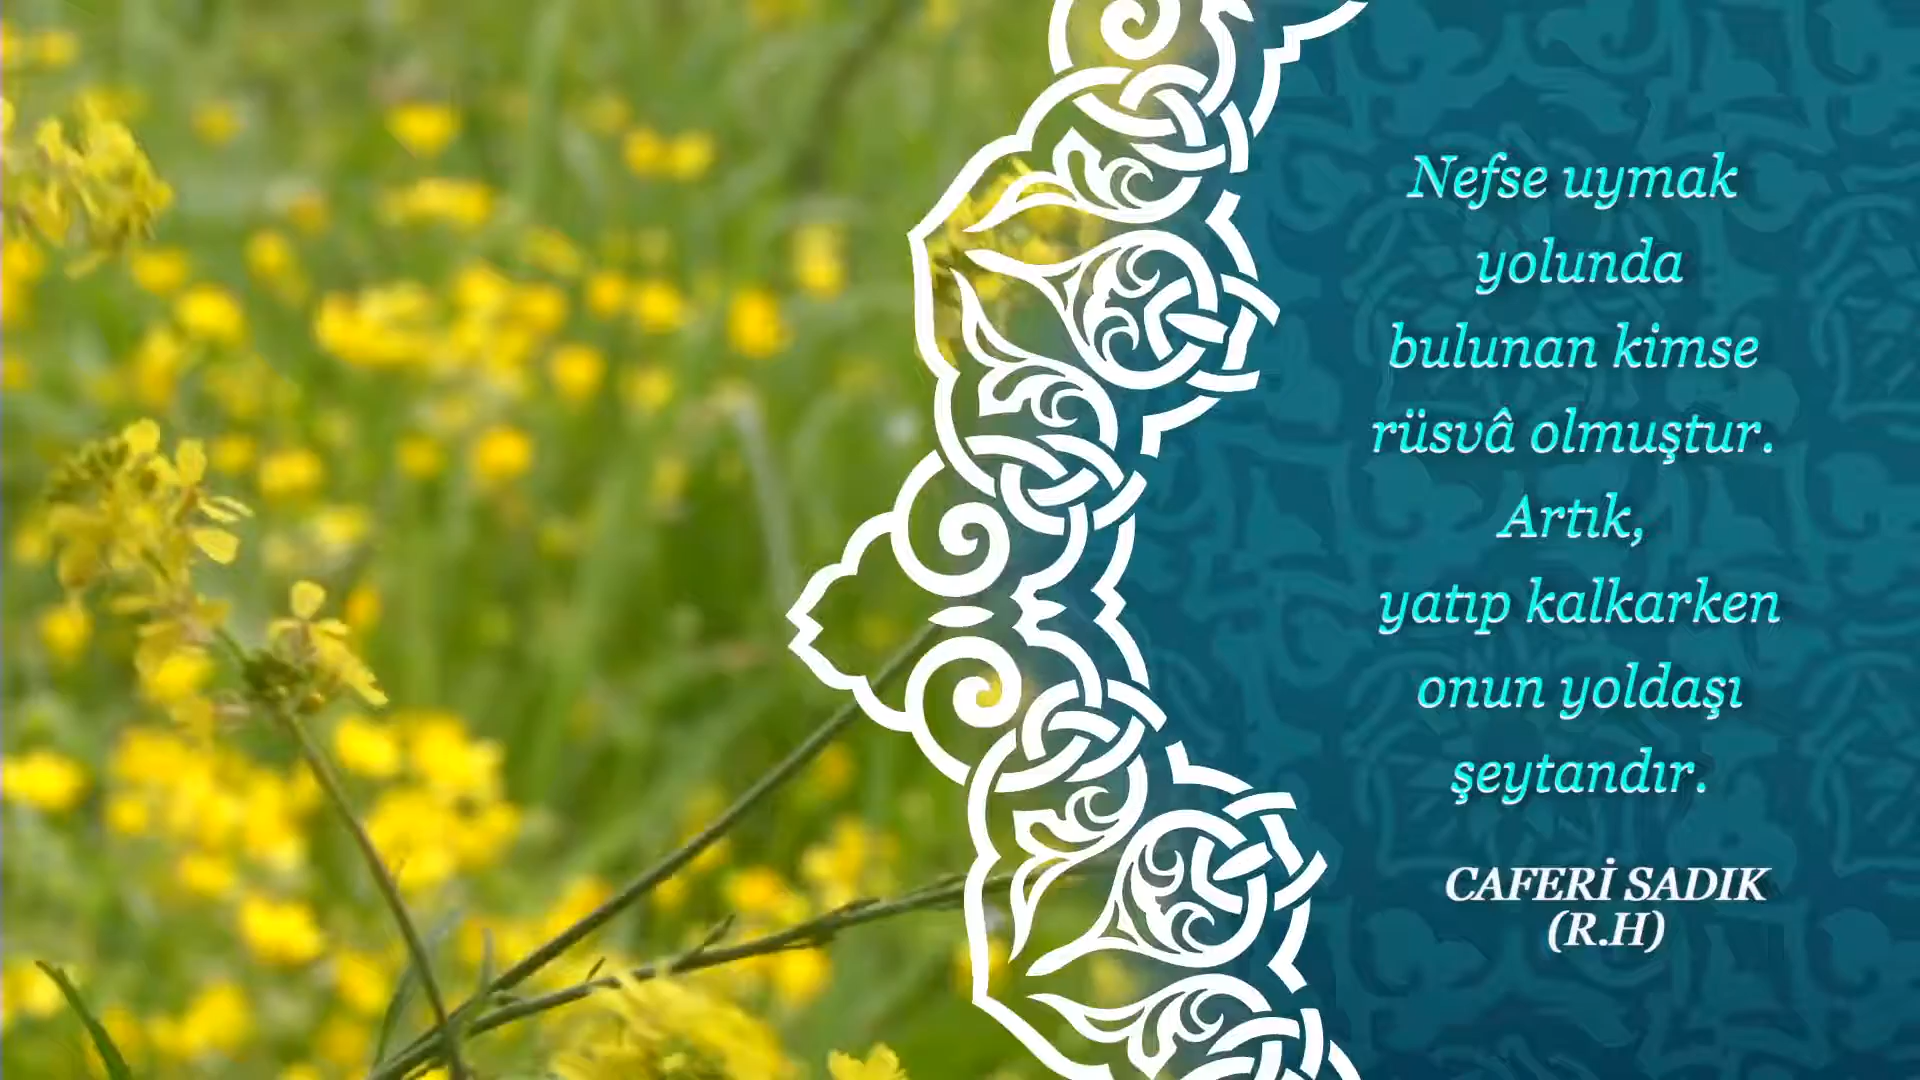 Nefse uymak
yolunda
bulunan kimse
rüsvâ olmuştur.
Artık,
yatıp kalkarken
onun yoldaşı
şeytandır.
CAFERİ SADIK
(R.H)